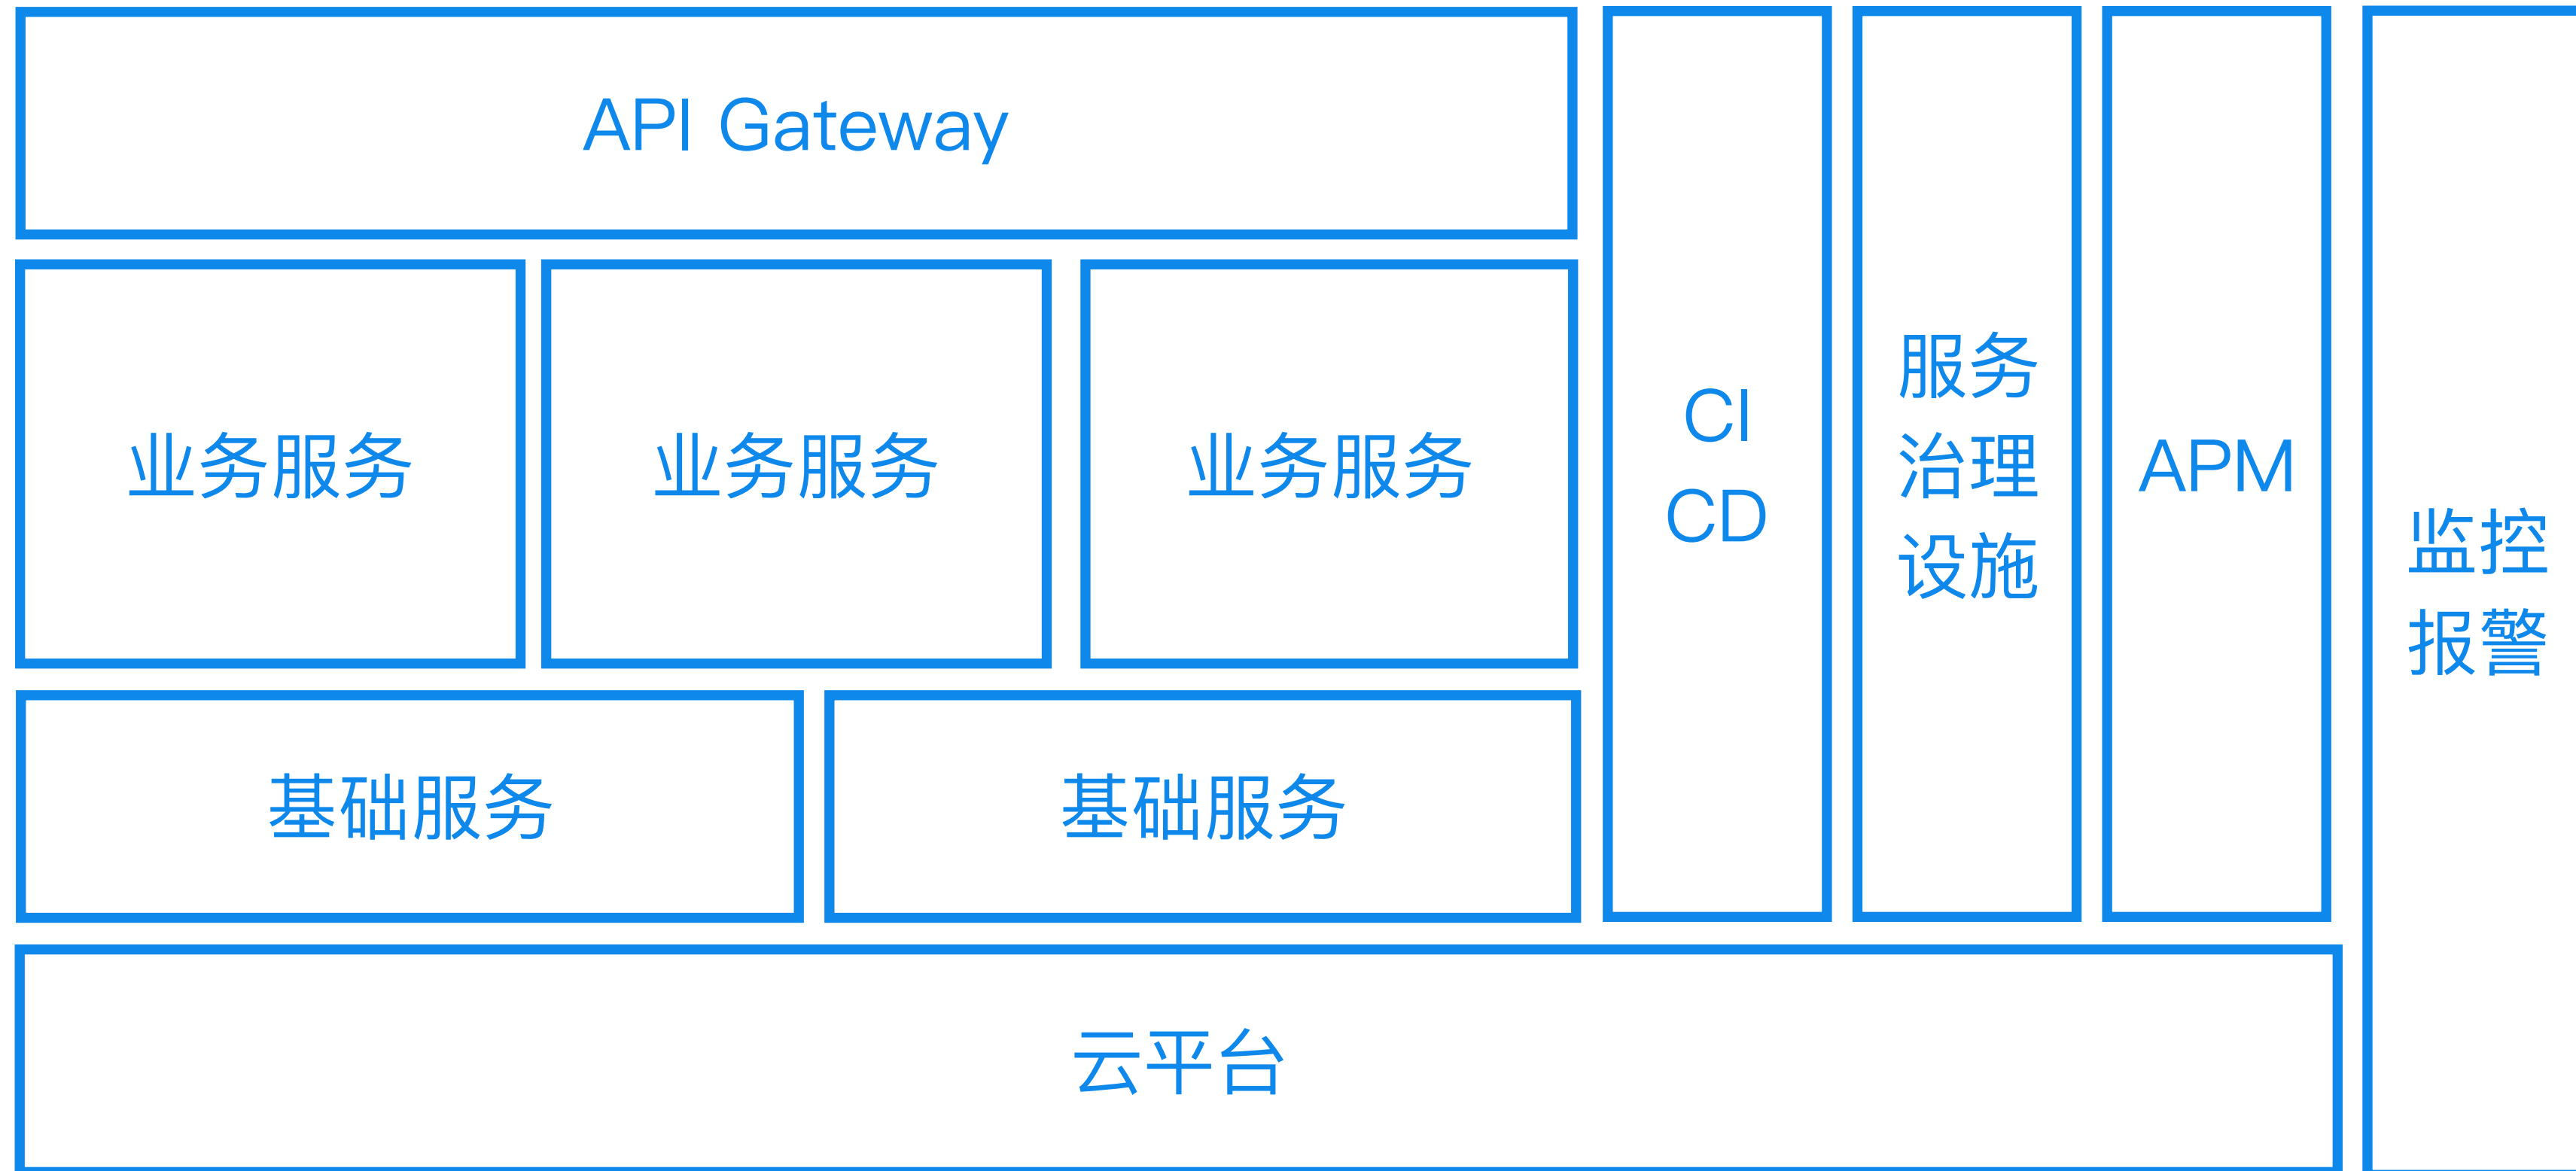 API Gateway
业务服务
业务服务
业务服务
基础服务
基础服务
云平台
CI
CD
服务
治理
设施
APM
监控
报警